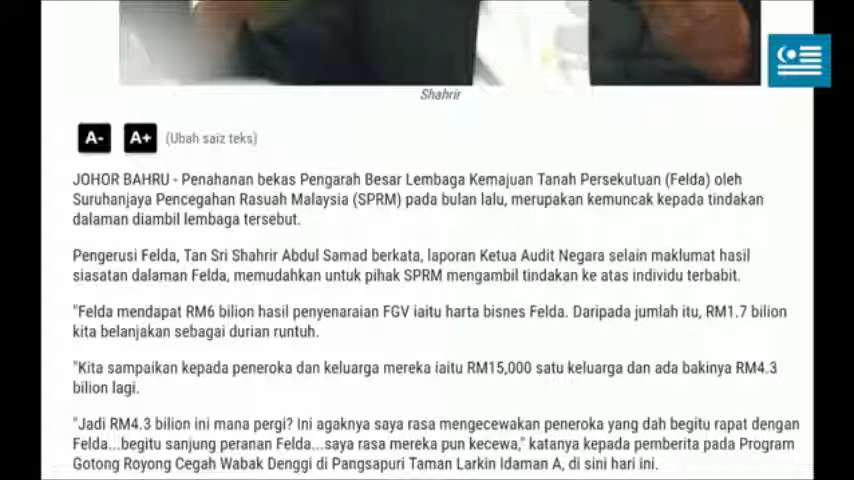 Shahrir
A- A+ (Ubah saiz teks)
JOHOR BAHRU - Penahanan bekas Pengarah Besar Lembaga Kemajuan Tanah Persekutuan (Felda) oleh
Suruhanjaya Pencegahan Rasuah Malaysia (SPRM) pada bulan lalu, merupakan kemuncak kepada tindakan
dalaman diambil lembaga tersebut.
Pengerusi Felda, Tan Sri Shahrir Abdul Samad berkata, laporan Ketua Audit Negara selain maklumat hasil
siasatan dalaman Felda, memudahkan untuk pihak SPRM mengambil tindakan ke atas individu terbabit.
"Felda mendapat RM6 bilion hasil penyenaraian FGV iaitu harta bisnes Felda. Daripada jumlah itu, RM1.7 bilion
kita belanjakan sebagai durian runtuh.
"Kita sampaikan kepada peneroka dan keluarga mereka iaitu RM15,000 satu keluarga dan ada bakinya RM4.3
bilion lagi.
"Jadi RM4.3 bilion ini mana pergi? Ini agaknya saya rasa mengecewakan peneroka yang dah begitu rapat dengan
Felda...begitu sanjung peranan Felda...saya rasa mereka pun kecewa," katanya kepada pemberita pada Program
Gotong Royong Cegah Wabak Denggi di Pangsapuri Taman Larkin Idaman A, di sini hari ini.